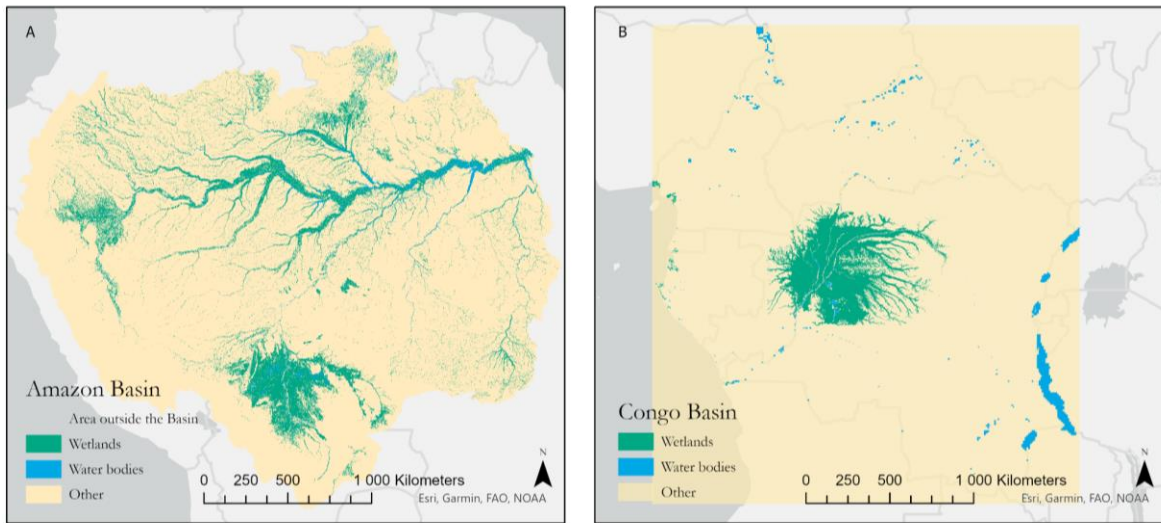 A
Amazon Basin
Area outside the Basin
Wetlands
Water bodies
Other
0 250 500 1 000 Kilometers
N
Esri, Garmin, FAO, NOAA
B
Congo Basin
Wetlands
Water bodies
Other
0 250 500 1 000 Kilometers
N
Esri, Garmin, FAO, NOAA